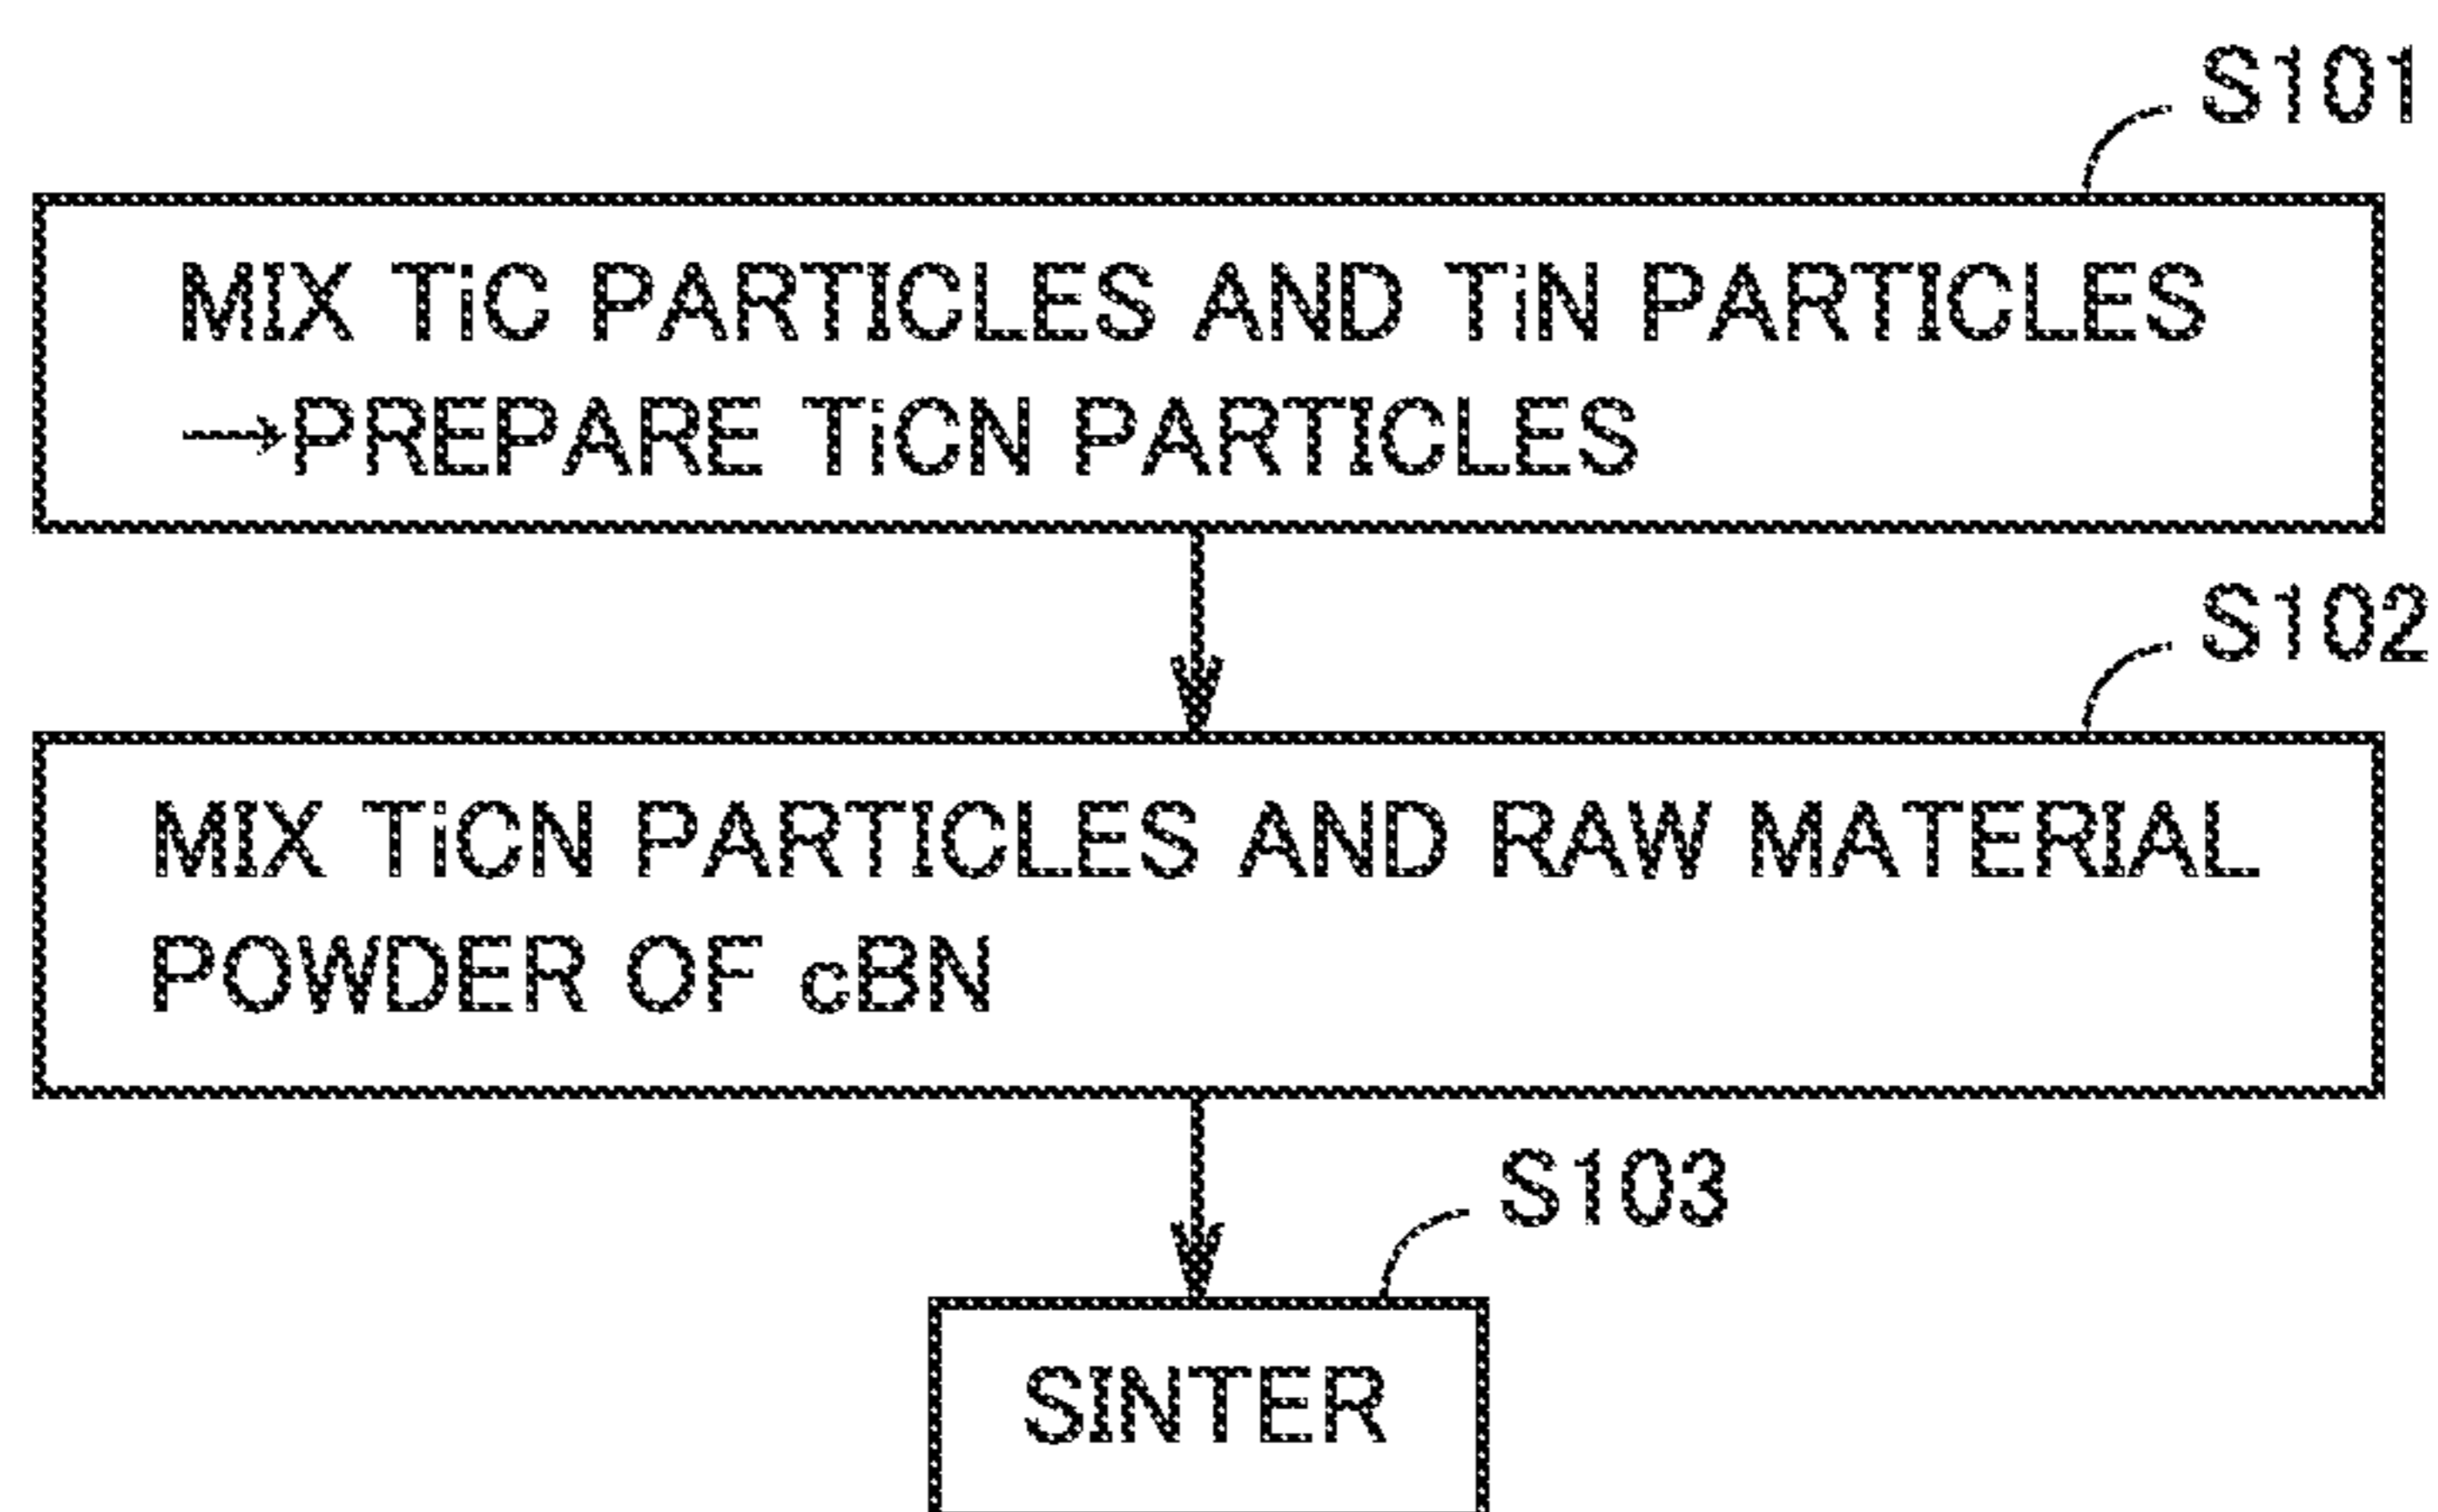 S101
MIX TiC PARTICLES AND TiN PARTICLES
→PREPARE TiCN PARTICLES
S102
MIX TiCN PARTICLES AND RAW MATERIAL
POWDER OF cBN
S103
SINTER